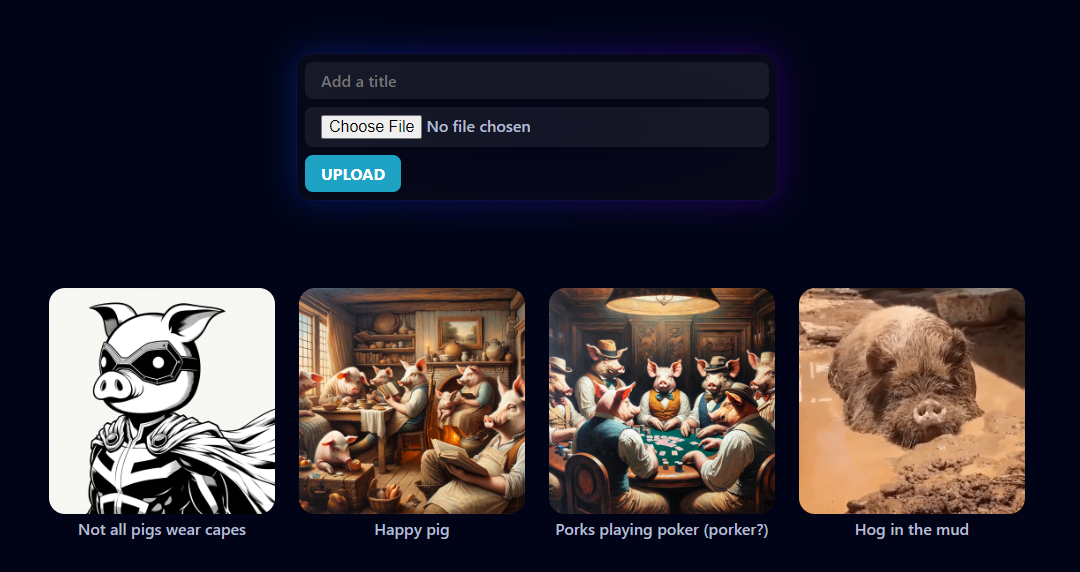 Add a title
Choose File No file chosen
UPLOAD
Not all pigs wear capes
Happy pig
Porks playing poker (porker?)
Hog in the mud